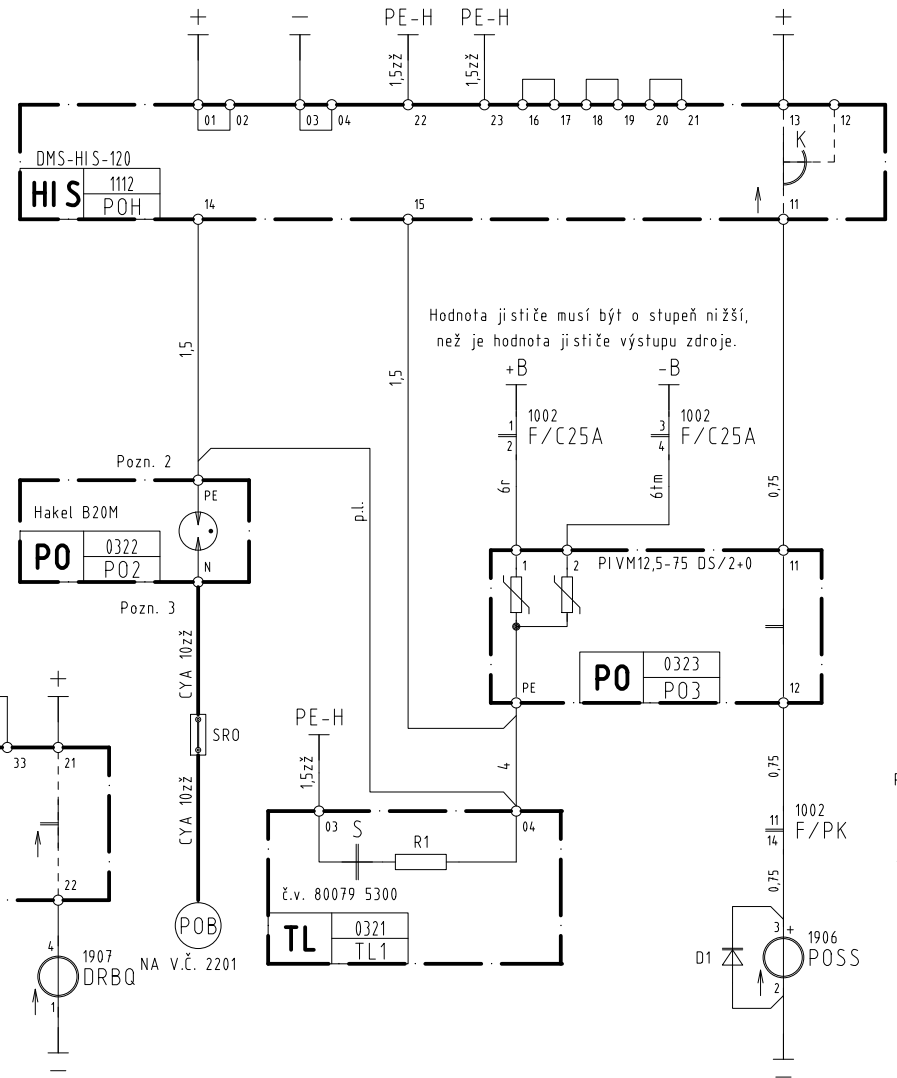 + − PE-H PE-H +
1,5zž 1,5zž
01 02 03 04 22 23 16 17 18 19 20 21 13 12
K
DMS-HIS-120
HIS 1112
POH
14 15 11
Hodnota jističe musí být o stupeň nižší,
než je hodnota jističe výstupu zdroje.
1,5 1,5
+B -B
1 1002
2 F/C25A
3 1002
4 F/C25A
Pozn. 2
6r 6tm 0,75
p.l.
PE
Hakel B20M
PO 0322
PO2
N
1 2 PIVM12,5-75 DS/2+0 11
Pozn. 3
CYA 10zž
PO 0323
PO3
PE 12
+
33 21
SRO
PE-H
1,5zž
4
0,75
CYA 10zž
03 S R1 04
11 1002
14 F/PK
0,75
22
č.v. 80079 5300
TL 0321
TL1
POB
NA V.Č. 2201
4 1907
DRBQ
1
−
D1
3 + 1906
POSS
2
−